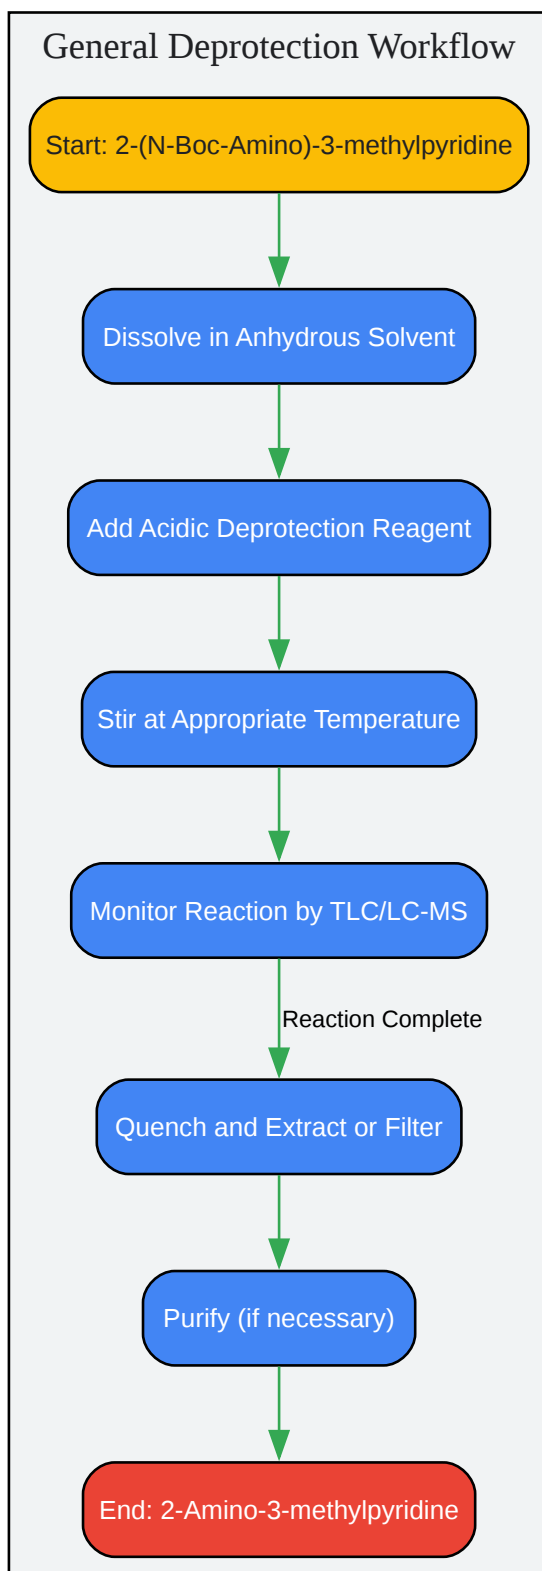 General Deprotection Workflow
Start: 2-(N-Boc-Amino)-3-methylpyridine
Dissolve in Anhydrous Solvent
Add Acidic Deprotection Reagent
Stir at Appropriate Temperature
Monitor Reaction by TLC/LC-MS
Reaction Complete
Quench and Extract or Filter
Purify (if necessary)
End: 2-Amino-3-methylpyridine